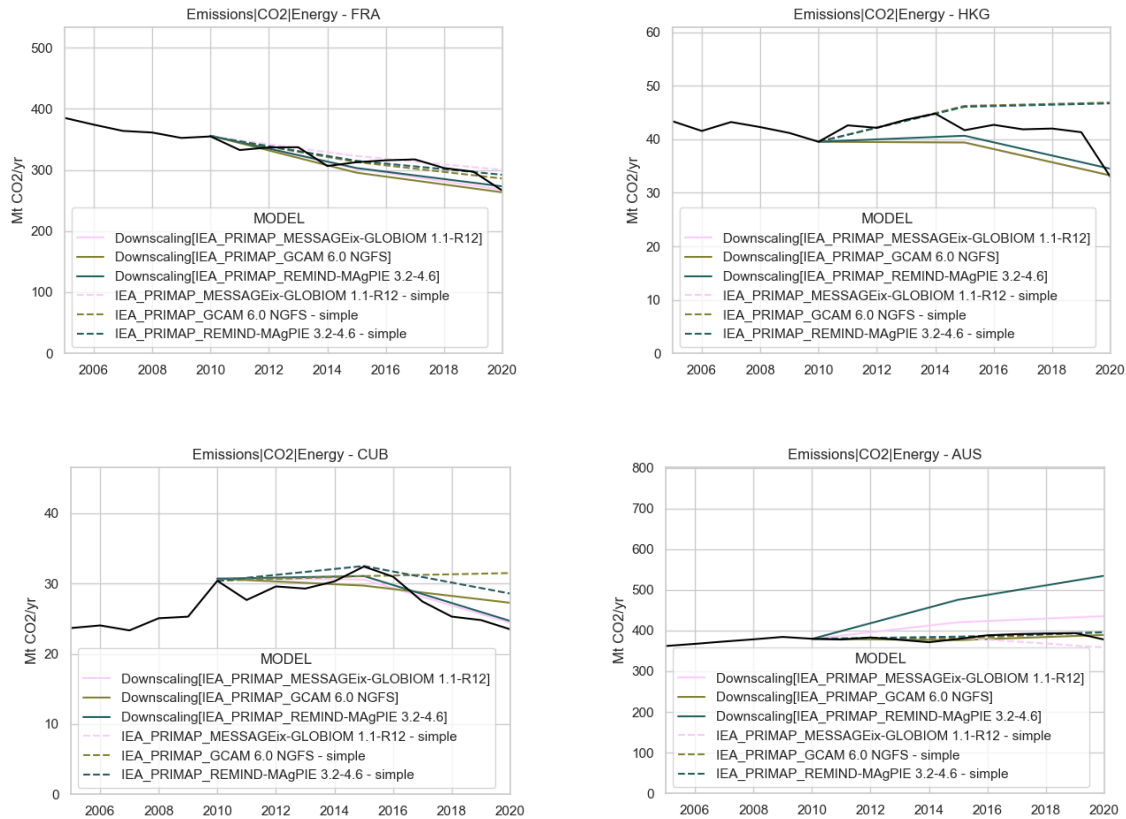 Emissions|CO2|Energy - FRA
Mt CO2/yr
500
400
300
200
100
0
MODEL
Downscaling[IEA_PRIMAP_MESSAGEix-GLOBIOM 1.1-R12]
Downscaling[IEA_PRIMAP_GCAM 6.0 NGFS]
Downscaling[IEA_PRIMAP_REMIND-MAgPIE 3.2-4.6]
IEA_PRIMAP_MESSAGEix-GLOBIOM 1.1-R12 - simple
IEA_PRIMAP_GCAM 6.0 NGFS - simple
IEA_PRIMAP_REMIND-MAgPIE 3.2-4.6 - simple
2006 2008 2010 2012 2014 2016 2018 2020
Emissions|CO2|Energy - HKG
Mt CO2/yr
60
50
40
30
20
10
0
MODEL
Downscaling[IEA_PRIMAP_MESSAGEix-GLOBIOM 1.1-R12]
Downscaling[IEA_PRIMAP_GCAM 6.0 NGFS]
Downscaling[IEA_PRIMAP_REMIND-MAgPIE 3.2-4.6]
IEA_PRIMAP_MESSAGEix-GLOBIOM 1.1-R12 - simple
IEA_PRIMAP_GCAM 6.0 NGFS - simple
IEA_PRIMAP_REMIND-MAgPIE 3.2-4.6 - simple
2006 2008 2010 2012 2014 2016 2018 2020
Emissions|CO2|Energy - CUB
Mt CO2/yr
40
30
20
10
0
MODEL
Downscaling[IEA_PRIMAP_MESSAGEix-GLOBIOM 1.1-R12]
Downscaling[IEA_PRIMAP_GCAM 6.0 NGFS]
Downscaling[IEA_PRIMAP_REMIND-MAgPIE 3.2-4.6]
IEA_PRIMAP_MESSAGEix-GLOBIOM 1.1-R12 - simple
IEA_PRIMAP_GCAM 6.0 NGFS - simple
IEA_PRIMAP_REMIND-MAgPIE 3.2-4.6 - simple
2006 2008 2010 2012 2014 2016 2018 2020
Emissions|CO2|Energy - AUS
Mt CO2/yr
800
700
600
500
400
300
200
100
0
MODEL
Downscaling[IEA_PRIMAP_MESSAGEix-GLOBIOM 1.1-R12]
Downscaling[IEA_PRIMAP_GCAM 6.0 NGFS]
Downscaling[IEA_PRIMAP_REMIND-MAgPIE 3.2-4.6]
IEA_PRIMAP_MESSAGEix-GLOBIOM 1.1-R12 - simple
IEA_PRIMAP_GCAM 6.0 NGFS - simple
IEA_PRIMAP_REMIND-MAgPIE 3.2-4.6 - simple
2006 2008 2010 2012 2014 2016 2018 2020